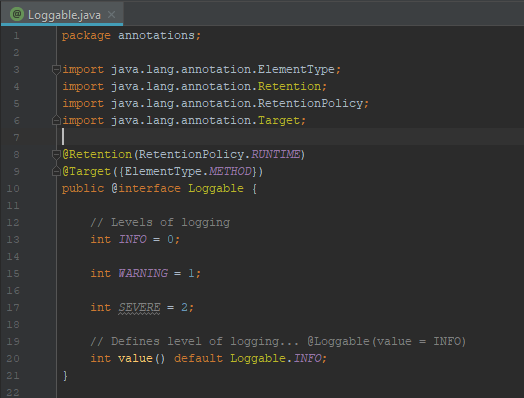 Loggable.java
1 package annotations;
2
3 import java.lang.annotation.ElementType;
4 import java.lang.annotation.Retention;
5 import java.lang.annotation.RetentionPolicy;
6 import java.lang.annotation.Target;
7
8 @Retention(RetentionPolicy.RUNTIME)
9 @Target({ElementType.METHOD})
10 public @interface Loggable {
11
12 // Levels of logging
13 int INFO = 0;
14
15 int WARNING = 1;
16
17 int SEVERE = 2;
18
19 // Defines level of logging... @Loggable(value = INFO)
20 int value() default Loggable.INFO;
21 }
22